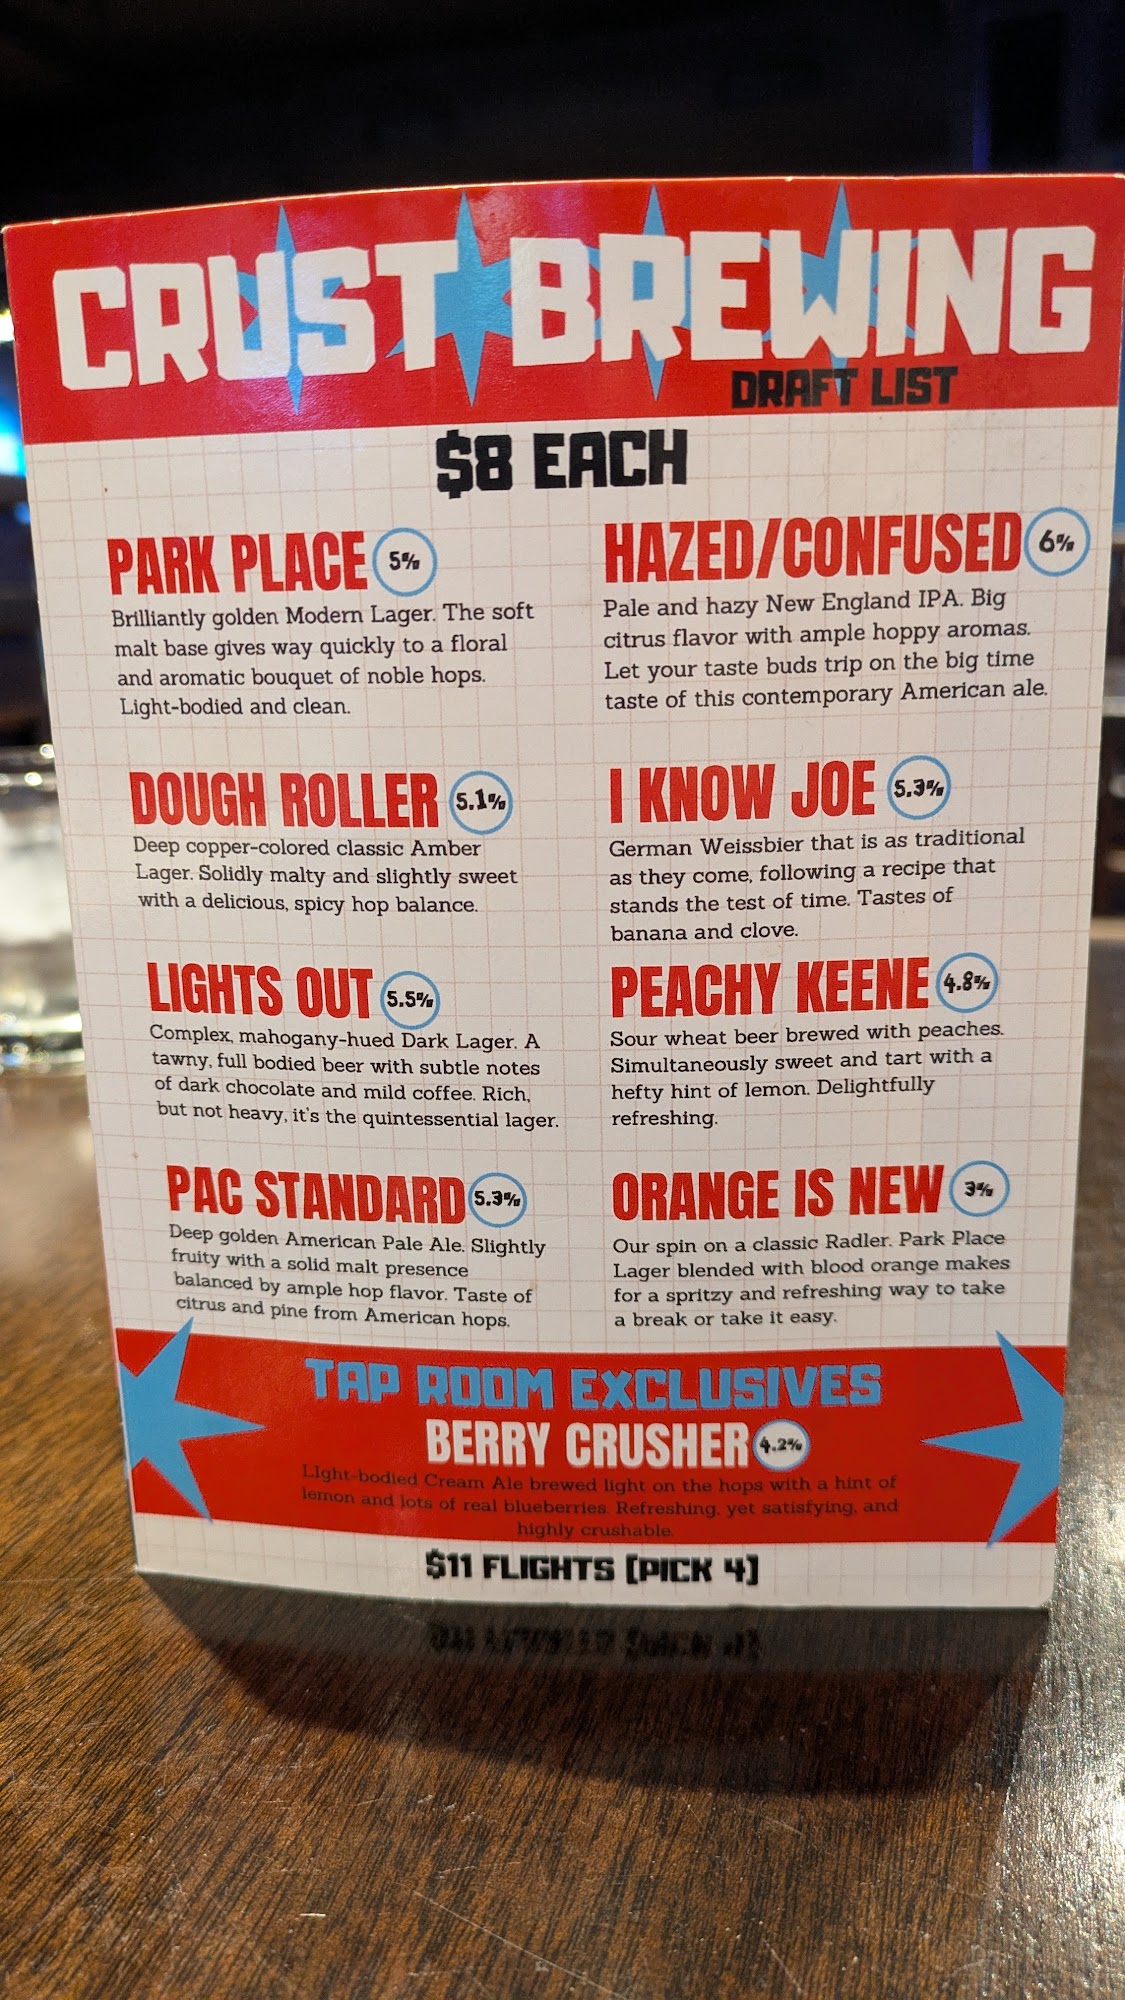 CRUST BREWING
DRAFT LIST
$8 EACH
PARK PLACE 5%
Brilliantly golden Modern Lager. The soft
malt base gives way quickly to a floral
and aromatic bouquet of noble hops.
Light-bodied and clean.
DOUGH ROLLER 5.1%
Deep copper-colored classic Amber
Lager. Solidly malty and slightly sweet
with a delicious, spicy hop balance.
LIGHTS OUT 5.5%
Complex, mahogany-hued Dark Lager. A
tawny, full bodied beer with subtle notes
of dark chocolate and mild coffee. Rich,
but not heavy, it's the quintessential lager.
PAC STANDARD 5.3%
Deep golden American Pale Ale. Slightly
fruity with a solid malt presence
balanced by ample hop flavor. Taste of
citrus and pine from American hops.
HAZED/CONFUSED 6%
Pale and hazy New England IPA. Big
citrus flavor with ample hoppy aromas.
Let your taste buds trip on the big time
taste of this contemporary American ale.
I KNOW JOE 5.3%
German Weissbier that is as traditional
as they come, following a recipe that
stands the test of time. Tastes of
banana and clove.
PEACHY KEENE 4.8%
Sour wheat beer brewed with peaches.
Simultaneously sweet and tart with a
hefty hint of lemon. Delightfully
refreshing.
ORANGE IS NEW 3%
Our spin on a classic Radler. Park Place
Lager blended with blood orange makes
for a spritzy and refreshing way to take
a break or take it easy.
TAP ROOM EXCLUSIVES
BERRY CRUSHER 4.2%
LIght-bodied Cream Ale brewed light on the hops with a hint of
lemon and lots of real blueberries. Refreshing, yet satisfying, and
highly crushable.
$11 FLIGHTS [PICK 4]